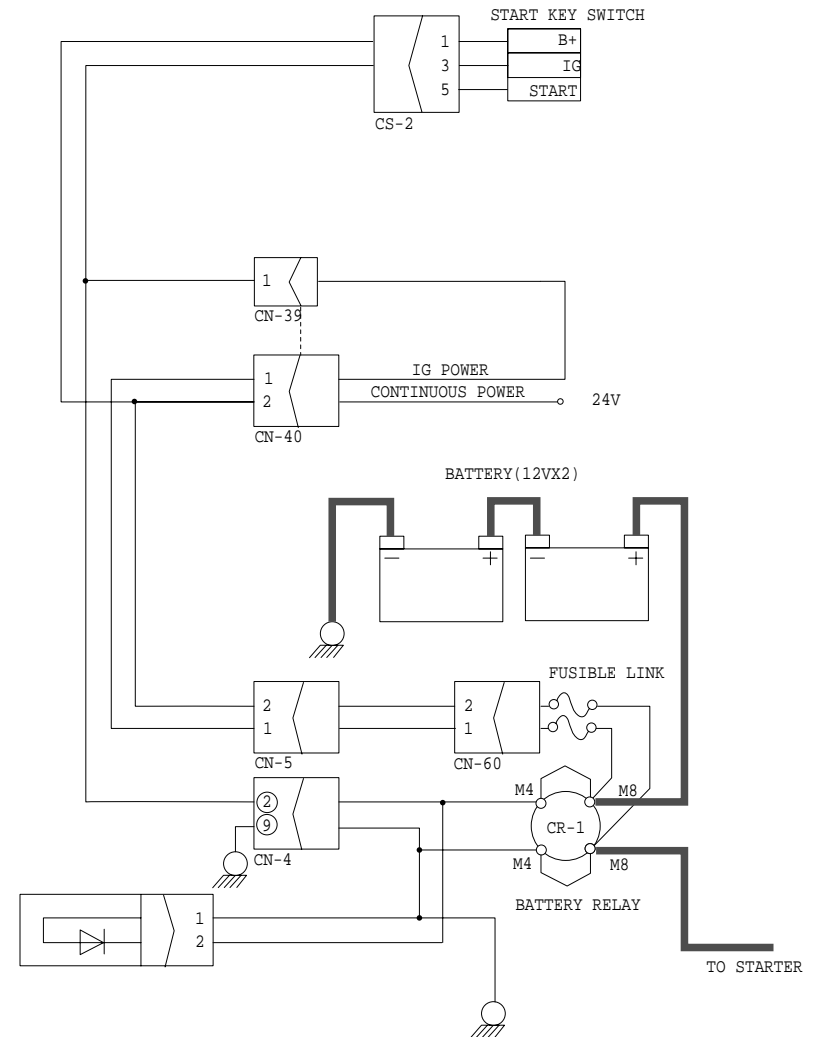 START KEY SWITCH
1 B+
3 IG
5 START
CS-2
1
CN-39
1 IG POWER
2 CONTINUOUS POWER 24V
CN-40
BATTERY(12VX2)
− + − +
FUSIBLE LINK
2 2
1 1
CN-5 CN-60
M4 M8
2
9 CR-1
CN-4 M4 M8
BATTERY RELAY
1
2
TO STARTER